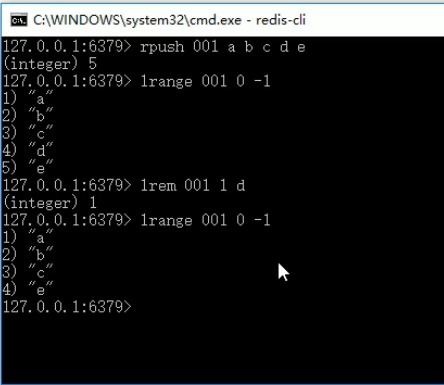 C:\WINDOWS\system32\cmd.exe - redis-cli
127.0.0.1:6379> rpush 001 a b c d e
(integer) 5
127.0.0.1:6379> lrange 001 0 -1
1) "a"
2) "b"
3) "c"
4) "d"
5) "e"
127.0.0.1:6379> lrem 001 1 d
(integer) 1
127.0.0.1:6379> lrange 001 0 -1
1) "a"
2) "b"
3) "c"
4) "e"
127.0.0.1:6379>